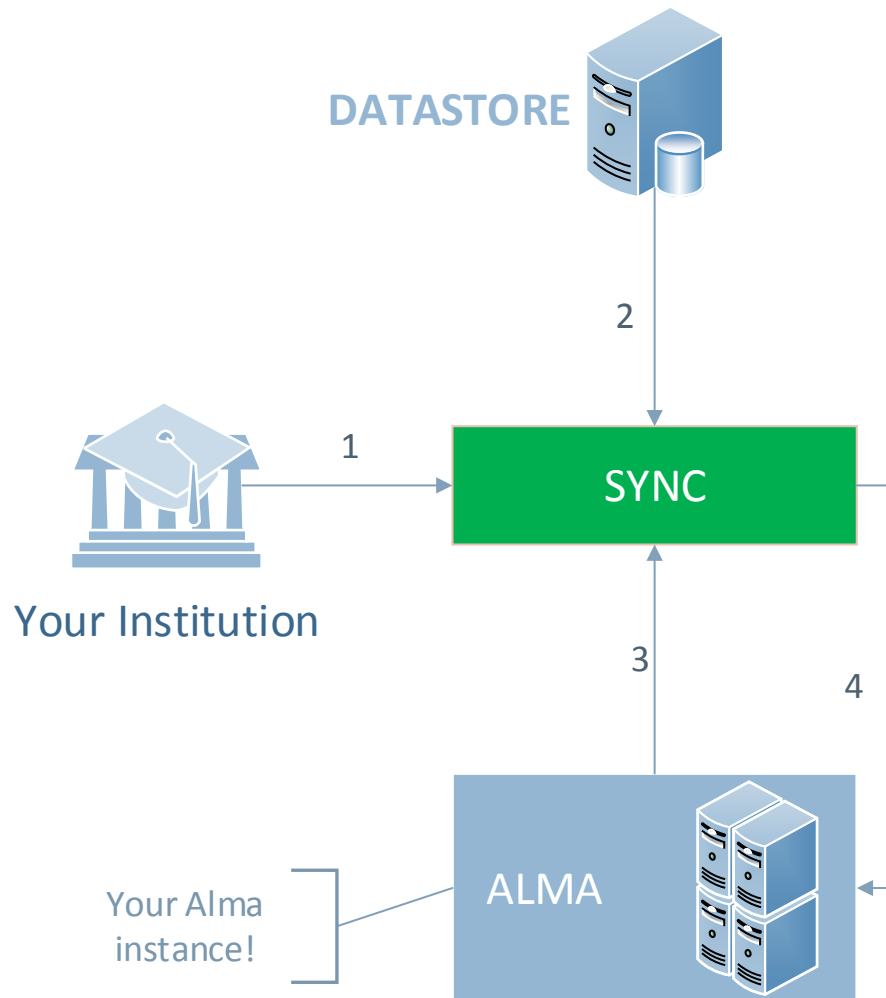 DATASTORE
2
1
SYNC
Your Institution
3
4
ALMA
Your Alma
instance!